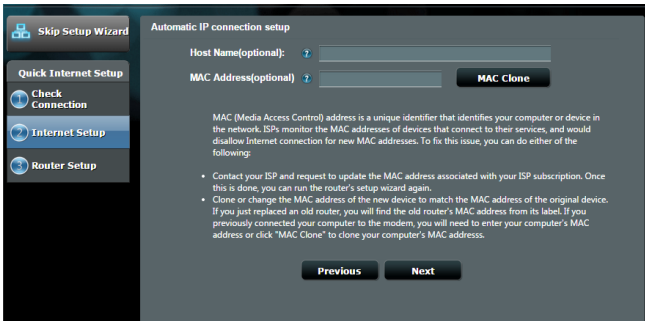 Skip Setup Wizard
Quick Internet Setup
1 Check
Connection
2 Internet Setup
3 Router Setup
Automatic IP connection setup
Host Name(optional): ?
MAC Address(optional) ? MAC Clone
MAC (Media Access Control) address is a unique identifier that identifies your computer or device in
the network. ISPs monitor the MAC addresses of devices that connect to their services, and would
disallow Internet connection for new MAC addresses. To fix this issue, you can do either of the
following:
• Contact your ISP and request to update the MAC address associated with your ISP subscription. Once
this is done, you can run the router's setup wizard again.
• Clone or change the MAC address of the new device to match the MAC address of the original device.
If you just replaced an old router, you will find the old router's MAC address from its label. If you
previously connected your computer to the modem, you will need to enter your computer's MAC
address or click "MAC Clone" to clone your computer's MAC addresss.
Previous Next